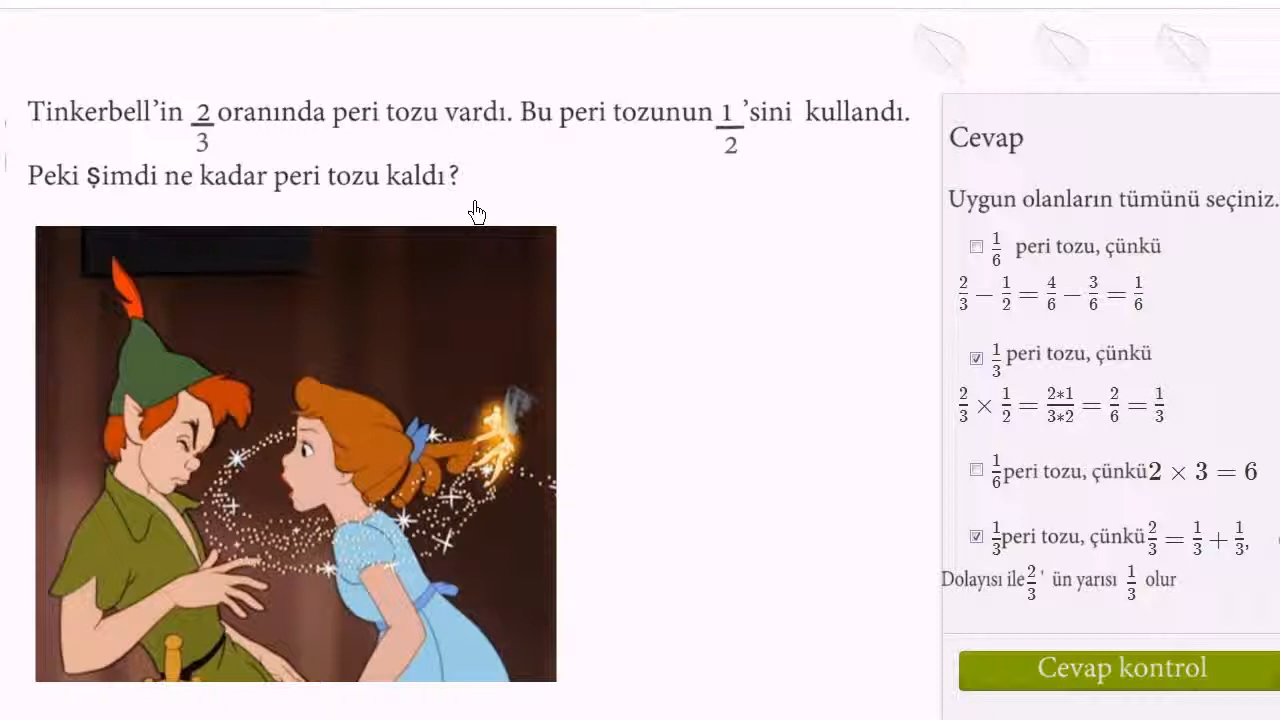 Tinkerbell'in 2/3 oranında peri tozu vardı. Bu peri tozunun 1/2 'sini kullandı.
Peki Şimdi ne kadar peri tozu kaldı?
Cevap
Uygun olanların tümünü seçiniz.
1/6 peri tozu, çünkü
2/3 − 1/2 = 4/6 − 3/6 = 1/6
1/3 peri tozu, çünkü
2/3 × 1/2 = 2*1/3*2 = 2/6 = 1/3
1/6 peri tozu, çünkü 2 × 3 = 6
1/3 peri tozu, çünkü 2/3 = 1/3 + 1/3,
Dolayısı ile 2/3 ' ün yarısı 1/3 olur
Cevap kontrol